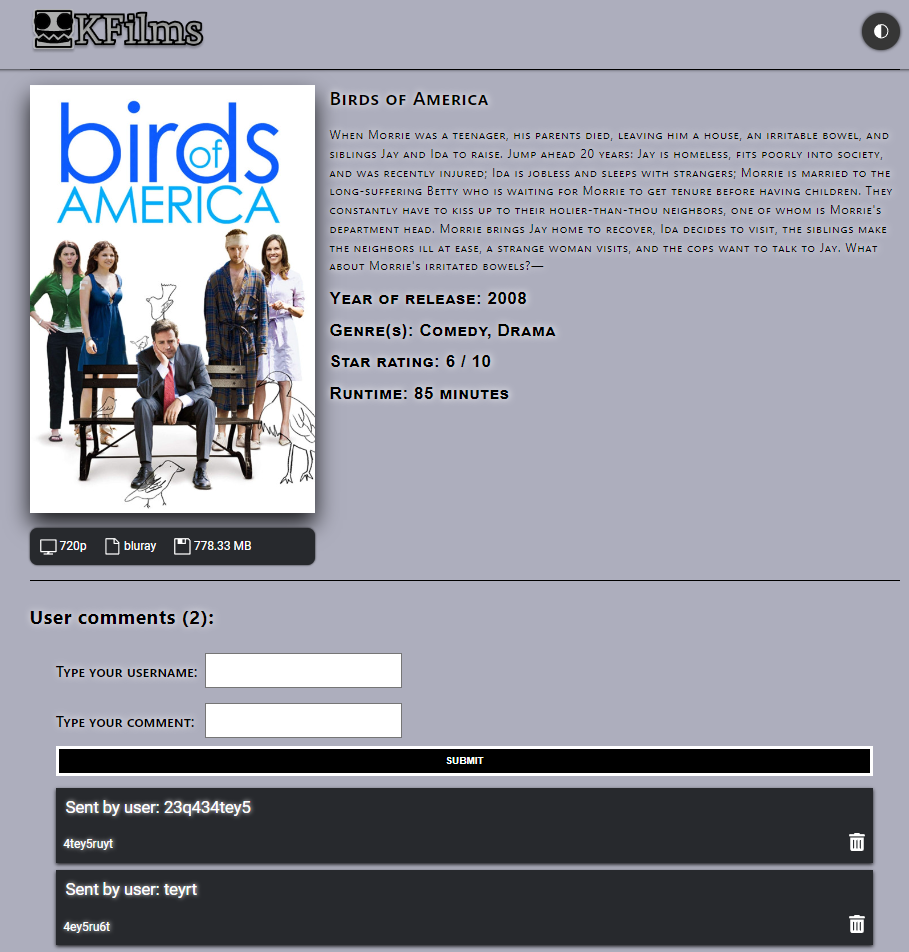 KFilms
birds
of
AMERICA
Birds of America
When Morrie was a teenager, his parents died, leaving him a house, an irritable bowel, and
siblings Jay and Ida to raise. Jump ahead 20 years: Jay is homeless, fits poorly into society,
and was recently injured; Ida is jobless and sleeps with strangers; Morrie is married to the
long-suffering Betty who is waiting for Morrie to get tenure before having children. They
constantly have to kiss up to their holier-than-thou neighbors, one of whom is Morrie's
department head. Morrie brings Jay home to recover, Ida decides to visit, the siblings make
the neighbors ill at ease, a strange woman visits, and the cops want to talk to Jay. What
about Morrie's irritated bowels?—
Year of release: 2008
Genre(s): Comedy, Drama
Star rating: 6 / 10
Runtime: 85 minutes
720p bluray 778.33 MB
User comments (2):
Type your username:
Type your comment:
SUBMIT
Sent by user: 23q434tey5
4tey5ruyt
Sent by user: teyrt
4ey5ru6t